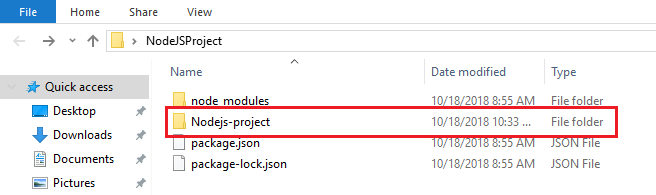 File Home Share View
NodeJSProject
Name Date modified Type
Quick access
node_modules 10/18/2018 8:55 AM File folder
Desktop
Nodejs-project 10/18/2018 10:33 ... File folder
Downloads
package.json 10/18/2018 8:55 AM JSON File
Documents
package-lock.json 10/18/2018 8:55 AM JSON File
Pictures